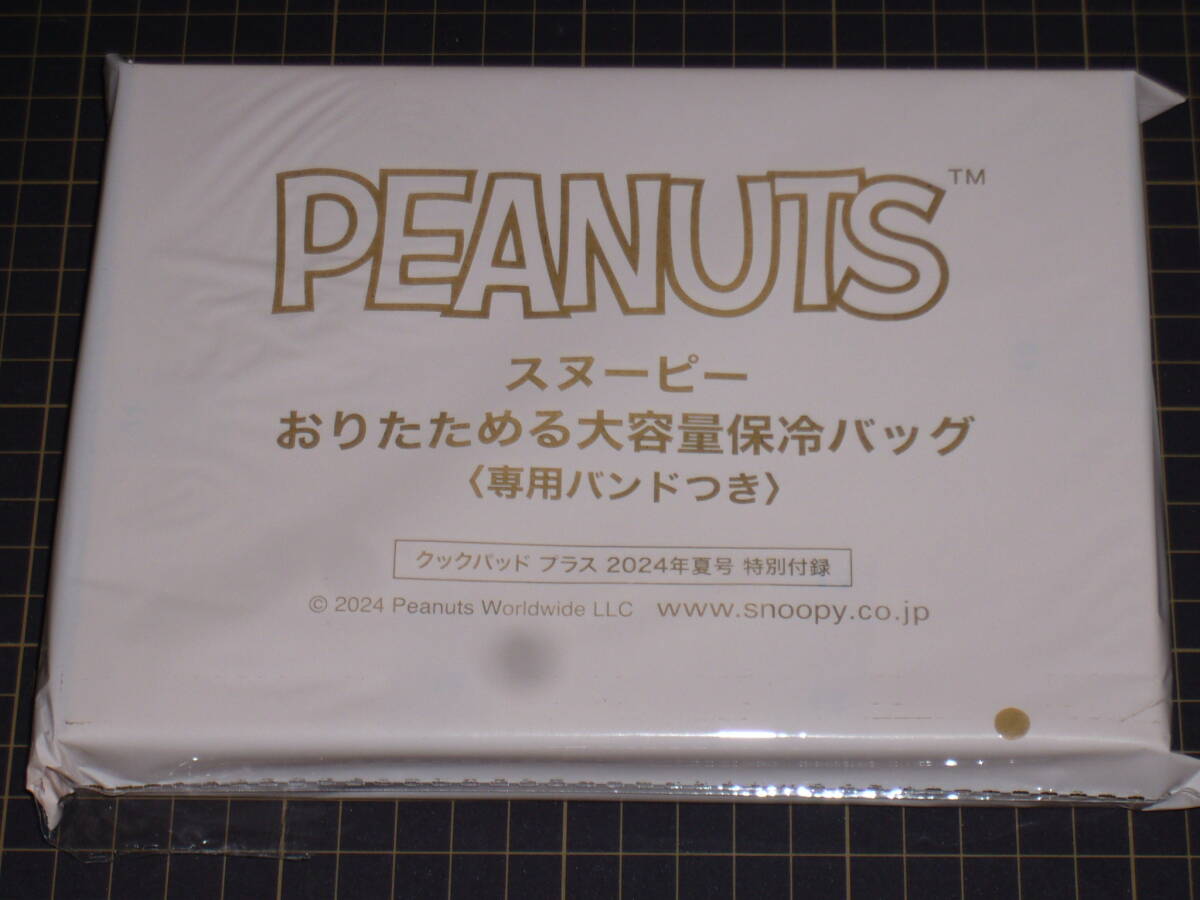 PEANUTS™
スヌーピー
おりたためる大容量保冷バッグ
〈専用バンドつき〉
クックパッド プラス 2024年夏号 特別付録
© 2024 Peanuts Worldwide LLC www.snoopy.co.jp